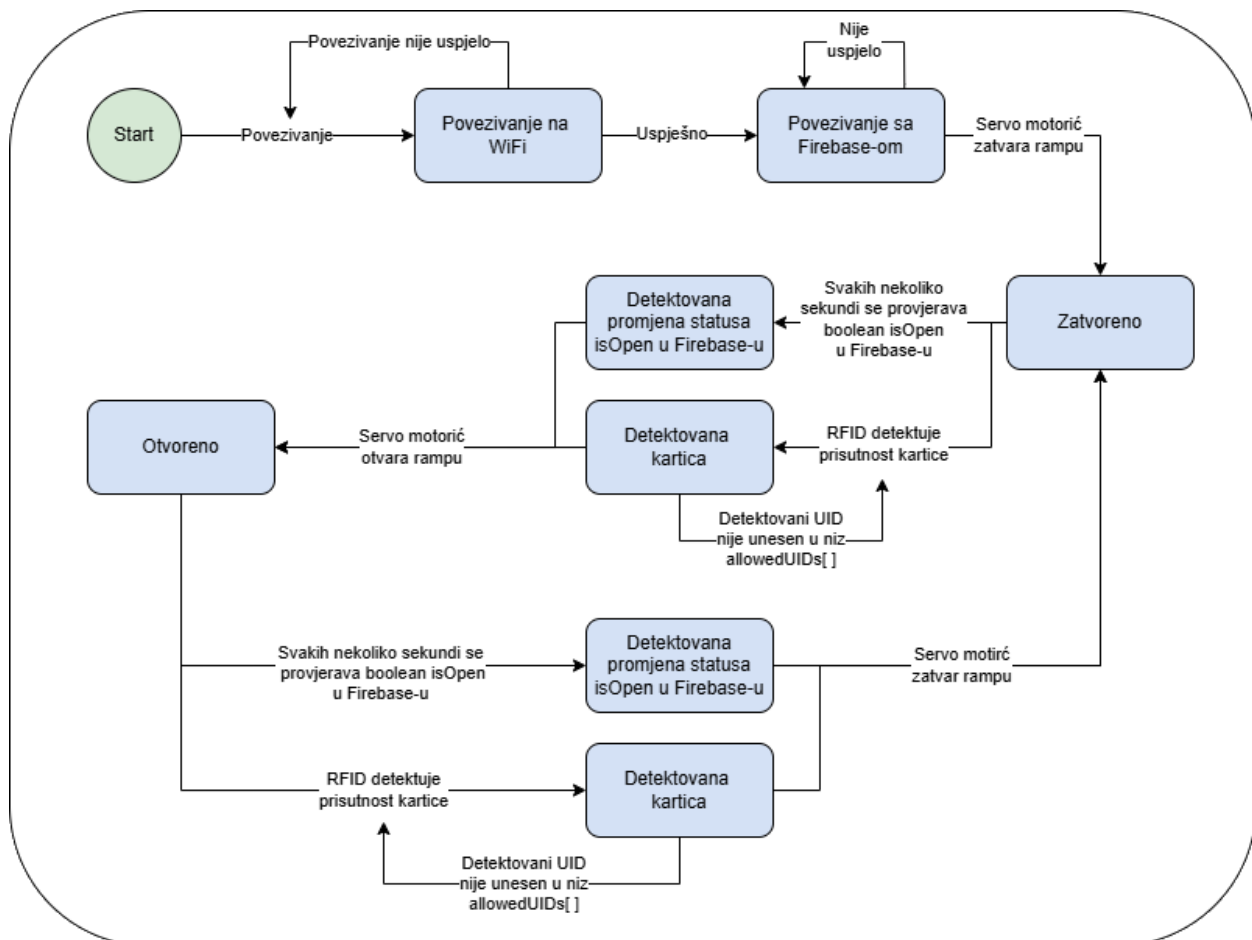 Povezivanje nije uspjelo
Nije
uspjelo
Start
Povezivanje
Povezivanje na
WiFi
Uspješno
Povezivanje sa
Firebase-om
Servo motorić
zatvara rampu
Detektovana
promjena statusa
isOpen u Firebase-u
Svakih nekoliko
sekundi se provjerava
boolean isOpen
u Firebase-u
Zatvoreno
Otvoreno
Servo motorić
otvara rampu
Detektovana
kartica
RFID detektuje
prisutnost kartice
Detektovani UID
nije unesen u niz
allowedUIDs[ ]
Svakih nekoliko sekundi se
provjerava boolean isOpen
u Firebase-u
Detektovana
promjena statusa
isOpen u Firebase-u
Servo motirć
zatvar rampu
RFID detektuje
prisutnost kartice
Detektovana
kartica
Detektovani UID
nije unesen u niz
allowedUIDs[ ]